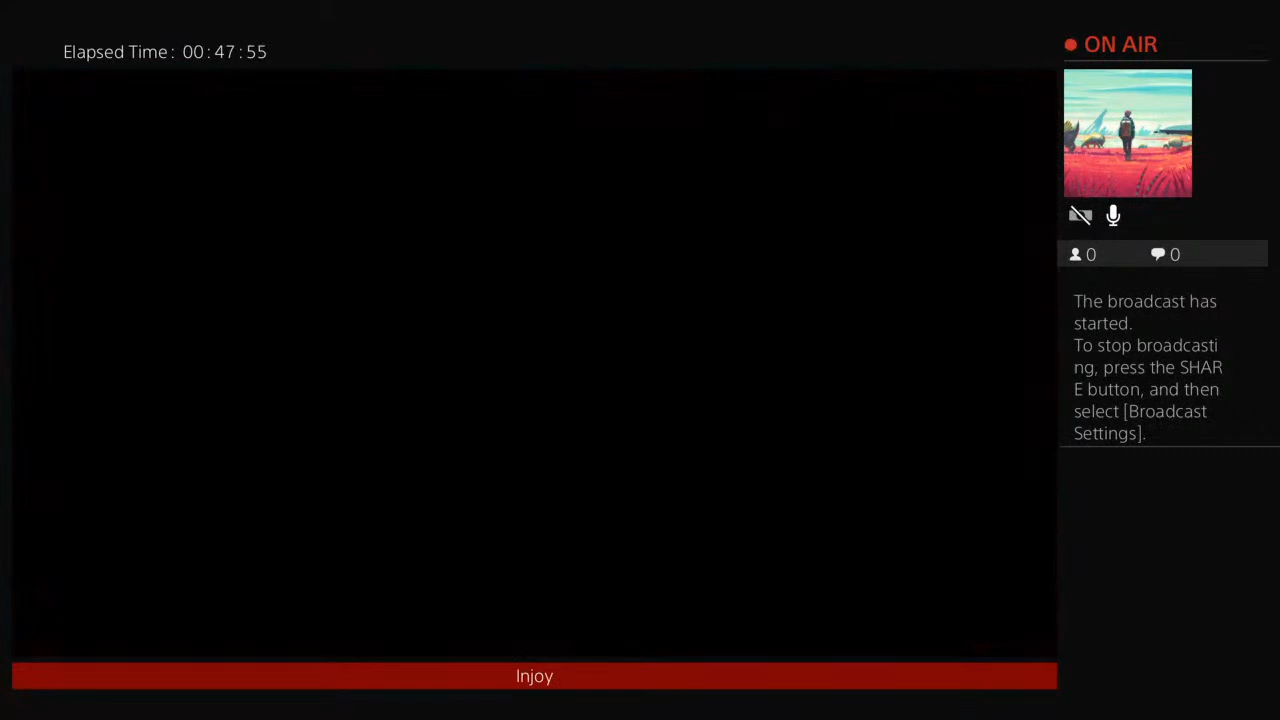 Elapsed Time: 00:47:55
ON AIR
0 0
The broadcast has
started.
To stop broadcasti
ng, press the SHAR
E button, and then
select [Broadcast
Settings].
Injoy